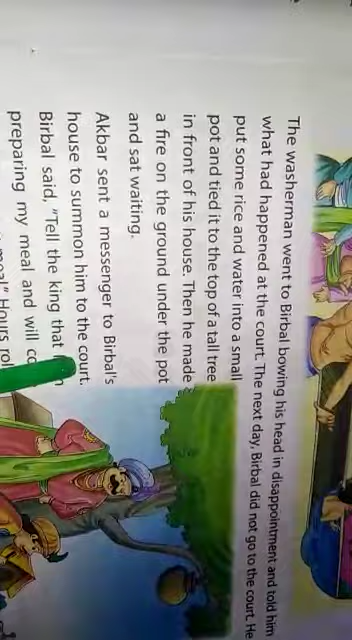 The washerman went to Birbal bowing his head in disappointment and told him
what had happened at the court. The next day, Birbal did not go to the court. He
put some rice and water into a small
pot and tied it to the top of a tall tree
in front of his house. Then he made
a fire on the ground under the pot
and sat waiting.
Akbar sent a messenger to Birbal's
house to summon him to the court.
Birbal said, "Tell the king that
preparing my meal and will
meal." Hours